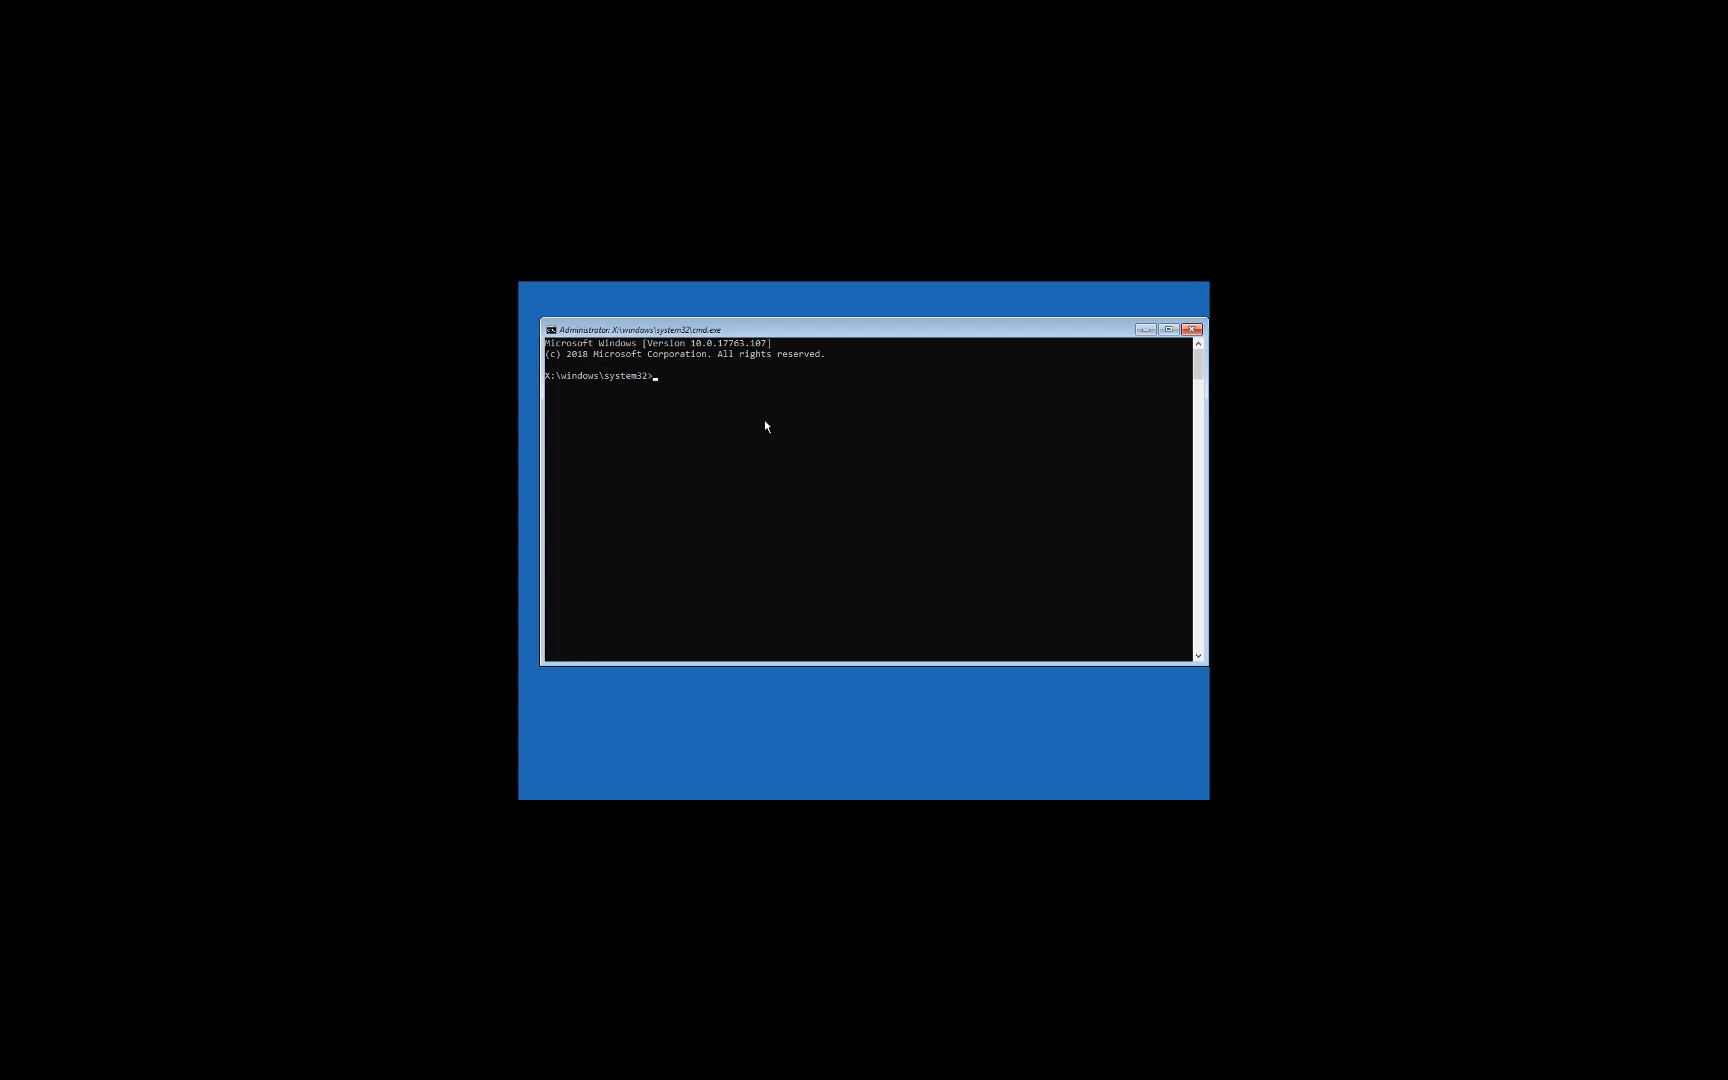 Administrator: X:\windows\system32\cmd.exe
Microsoft Windows [Version 10.0.17763.107]
(c) 2018 Microsoft Corporation. All rights reserved.
X:\windows\system32>